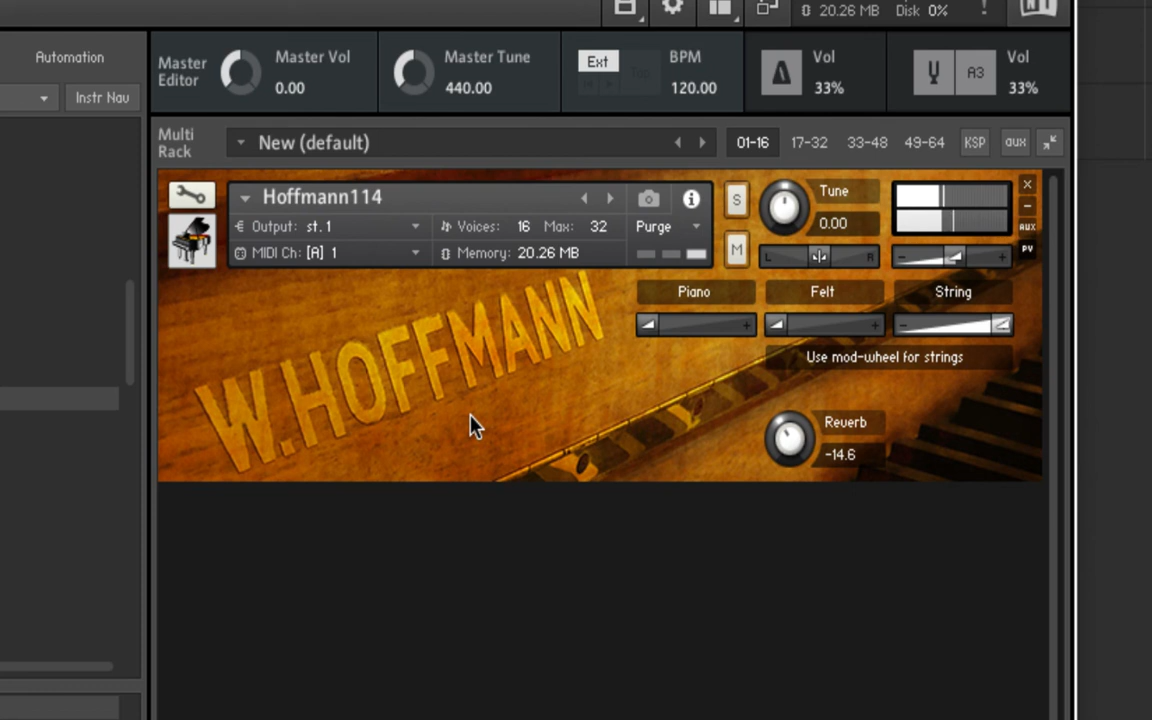 20.26 MB Disk 0% !
Automation
Instr Nau
Master Editor
Master Vol
0.00
Master Tune
440.00
Ext
BPM
120.00
Vol
33%
A3
Vol
33%
Multi Rack
New (default)
01-16 17-32 33-48 49-64 KSP aux
Hoffmann114
Output: st.1
Voices: 16 Max: 32
Purge
MIDI Ch: [A] 1
Memory: 20.26 MB
S
M
Tune
0.00
L R
- +
x
-
AUX
PV
Piano Felt String
Use mod-wheel for strings
W.HOFFMANN
Reverb
-14.6